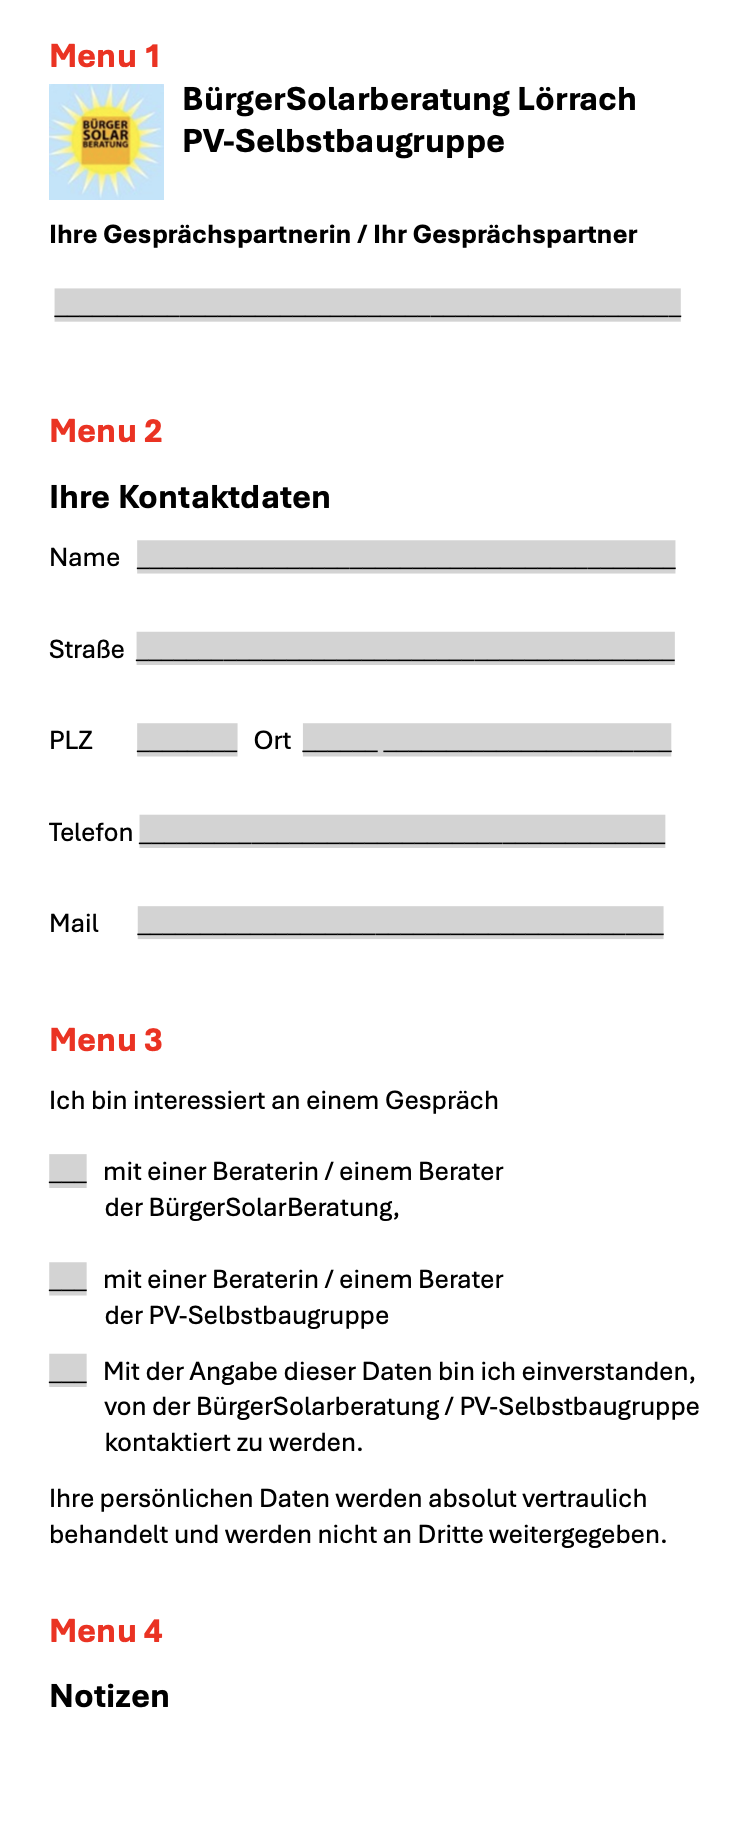 Menu 1
BÜRGER
SOLAR
BERATUNG
BürgerSolarberatung Lörrach
PV-Selbstbaugruppe
Ihre Gesprächspartnerin / Ihr Gesprächspartner
Menu 2
Ihre Kontaktdaten
Name
Straße
PLZ Ort
Telefon
Mail
Menu 3
Ich bin interessiert an einem Gespräch
mit einer Beraterin / einem Berater
der BürgerSolarBeratung,
mit einer Beraterin / einem Berater
der PV-Selbstbaugruppe
Mit der Angabe dieser Daten bin ich einverstanden,
von der BürgerSolarberatung / PV-Selbstbaugruppe
kontaktiert zu werden.
Ihre persönlichen Daten werden absolut vertraulich
behandelt und werden nicht an Dritte weitergegeben.
Menu 4
Notizen